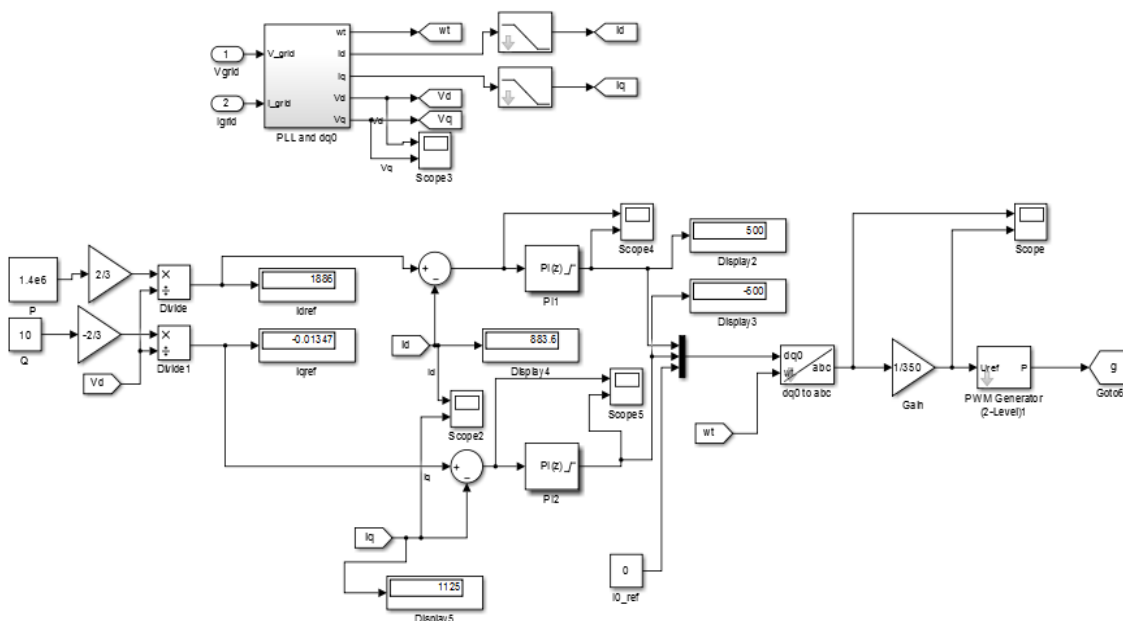 wt
wt
Id
Id
1
V_grid
Vgrid
Iq
Iq
2
I_grid
Igrid
Vd
Vd
Vd
Vq
Vq
PLL and dq0
Vq
Scope3
1.4e6
P
2/3
×
÷
Divide
1886
Idref
+
-
PI(z)
PI1
Scope4
500
Display2
-500
Display3
Scope
10
Q
-2/3
×
÷
Divide1
-0.01347
Iqref
Vd
Id
Id
883.6
Display4
Scope2
Scope5
dq0
wt
abc
dq0 to abc
1/350
Gain
Uref
P
PWM Generator
(2-Level)1
g
Goto6
wt
Iq
+
-
PI(z)
PI2
Iq
1125
Display5
0
I0_ref